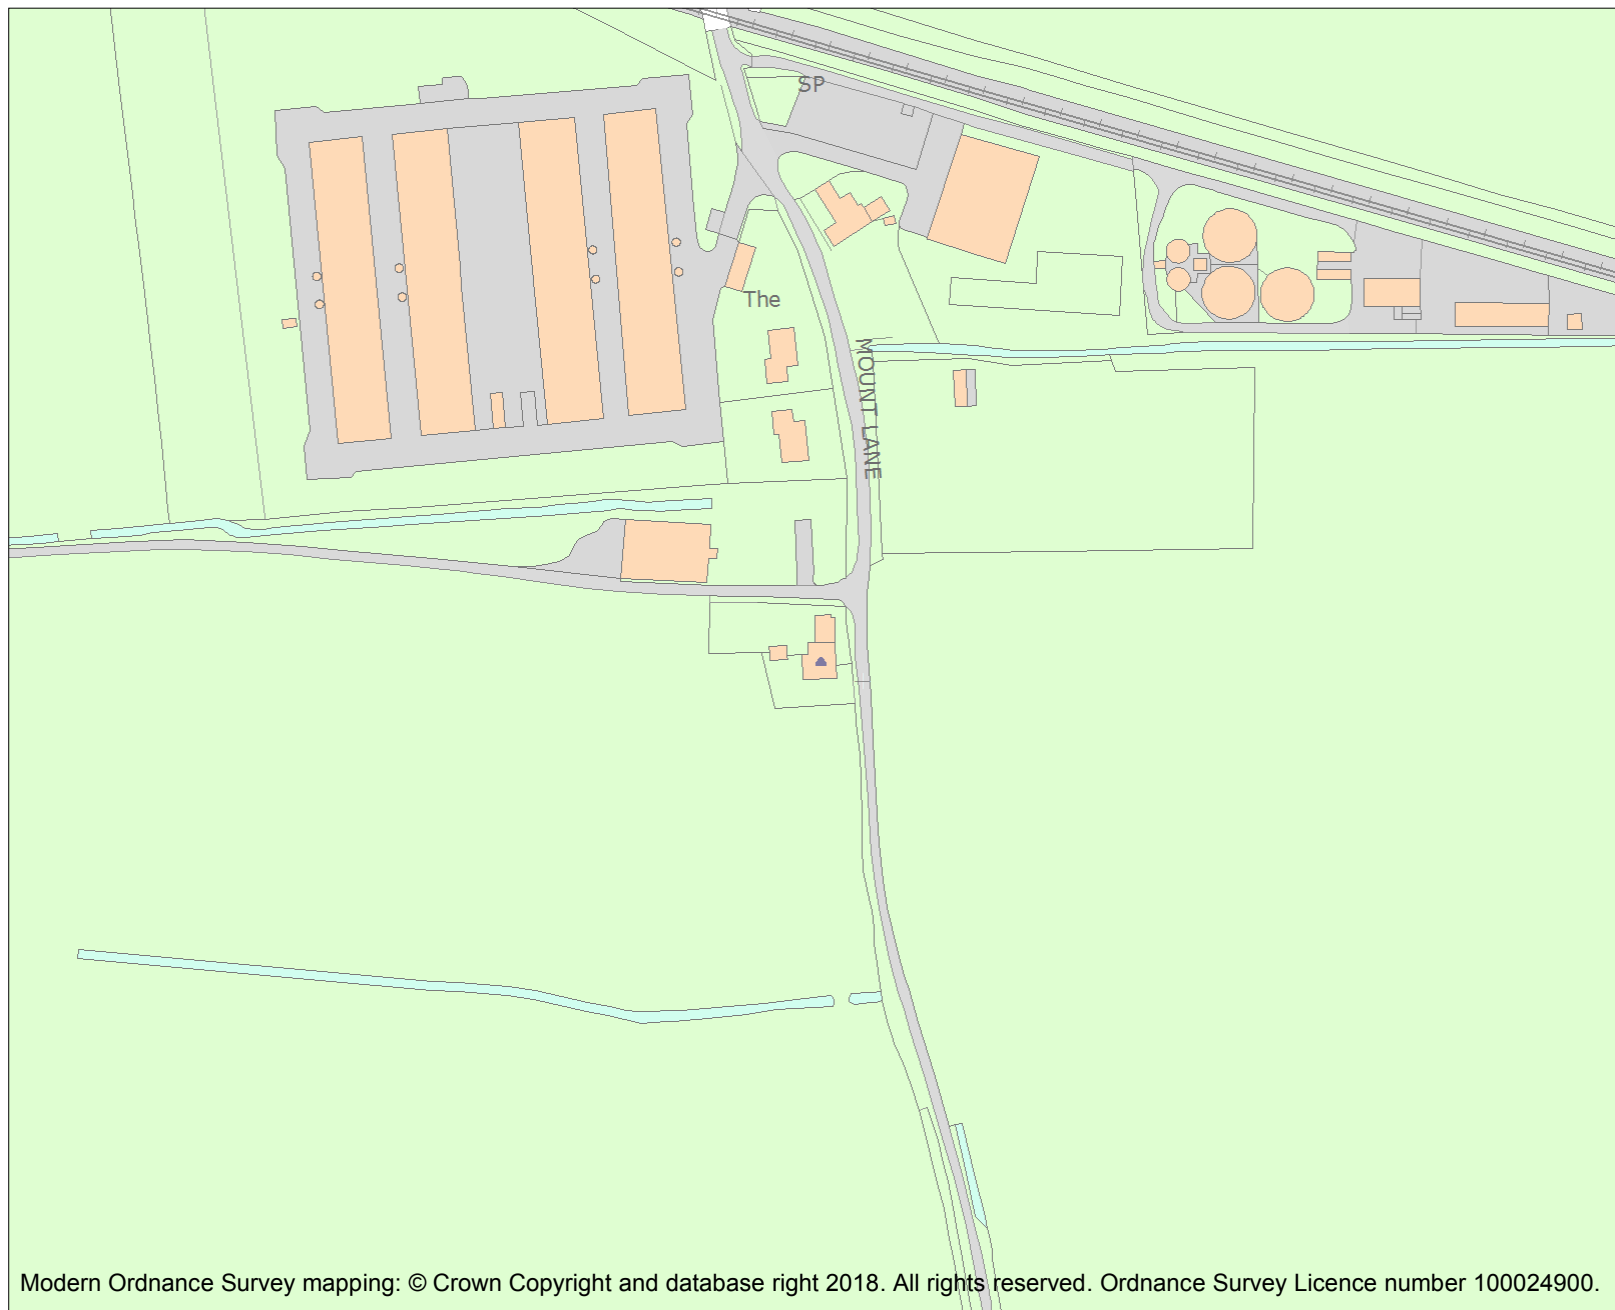 SP
The
MOUNT LANE
Modern Ordnance Survey mapping: © Crown Copyright and database right 2018. All rights reserved. Ordnance Survey Licence number 100024900.